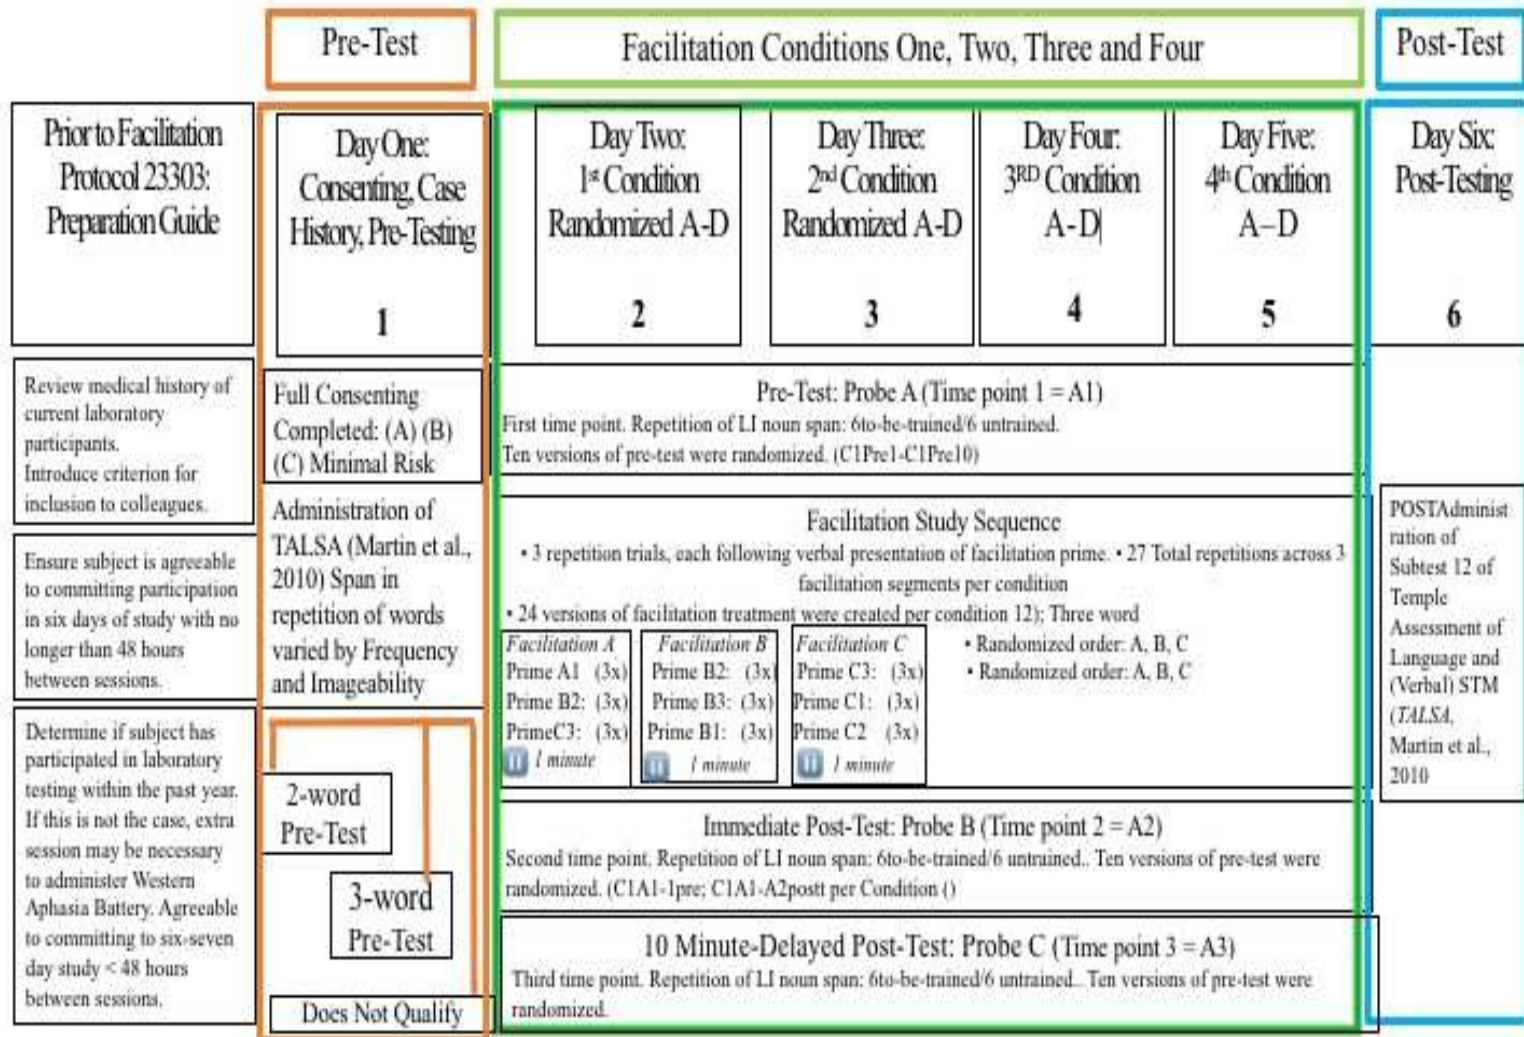 Pre-Test
Facilitation Conditions One, Two, Three and Four
Post-Test
Prior to Facilitation
Protocol 23303:
Preparation Guide
Day One:
Consenting, Case
History, Pre-Testing
1
Day Two:
1st Condition
Randomized A-D
2
Day Three:
2nd Condition
Randomized A-D
3
Day Four:
3RD Condition
A-D|
4
Day Five:
4th Condition
A–D
5
Day Six:
Post-Testing
6
Review medical history of
current laboratory
participants.
Introduce criterion for
inclusion to colleagues.
Ensure subject is agreeable
to committing participation
in six days of study with no
longer than 48 hours
between sessions.
Determine if subject has
participated in laboratory
testing within the past year.
If this is not the case, extra
session may be necessary
to administer Western
Aphasia Battery. Agreeable
to committing to six-seven
day study < 48 hours
between sessions.
Full Consenting
Completed: (A) (B)
(C) Minimal Risk
Administration of
TALSA (Martin et al.,
2010) Span in
repetition of words
varied by Frequency
and Imageability
2-word
Pre-Test
3-word
Pre-Test
Does Not Qualify
Pre-Test: Probe A (Time point 1 = A1)
First time point. Repetition of LI noun span: 6to-be-trained/6 untrained.
Ten versions of pre-test were randomized. (C1Pre1-C1Pre10)
Facilitation Study Sequence
• 3 repetition trials, each following verbal presentation of facilitation prime. • 27 Total repetitions across 3
facilitation segments per condition
• 24 versions of facilitation treatment were created per condition 12); Three word
Facilitation A
Prime A1 (3x)
Prime B2: (3x)
PrimeC3: (3x)
1 minute
Facilitation B
Prime B2: (3x)
Prime B3: (3x)
Prime B1: (3x)
1 minute
Facilitation C
Prime C3: (3x)
Prime C1: (3x)
Prime C2 (3x)
1 minute
• Randomized order: A, B, C
• Randomized order: A, B, C
Immediate Post-Test: Probe B (Time point 2 = A2)
Second time point. Repetition of LI noun span: 6to-be-trained/6 untrained.. Ten versions of pre-test were
randomized. (C1A1-1pre; C1A1-A2postt per Condition ()
10 Minute-Delayed Post-Test: Probe C (Time point 3 = A3)
Third time point. Repetition of LI noun span: 6to-be-trained/6 untrained.. Ten versions of pre-test were
randomized.
POSTAdminist
ration of
Subtest 12 of
Temple
Assessment of
Language and
(Verbal) STM
(TALSA,
Martin et al.,
2010